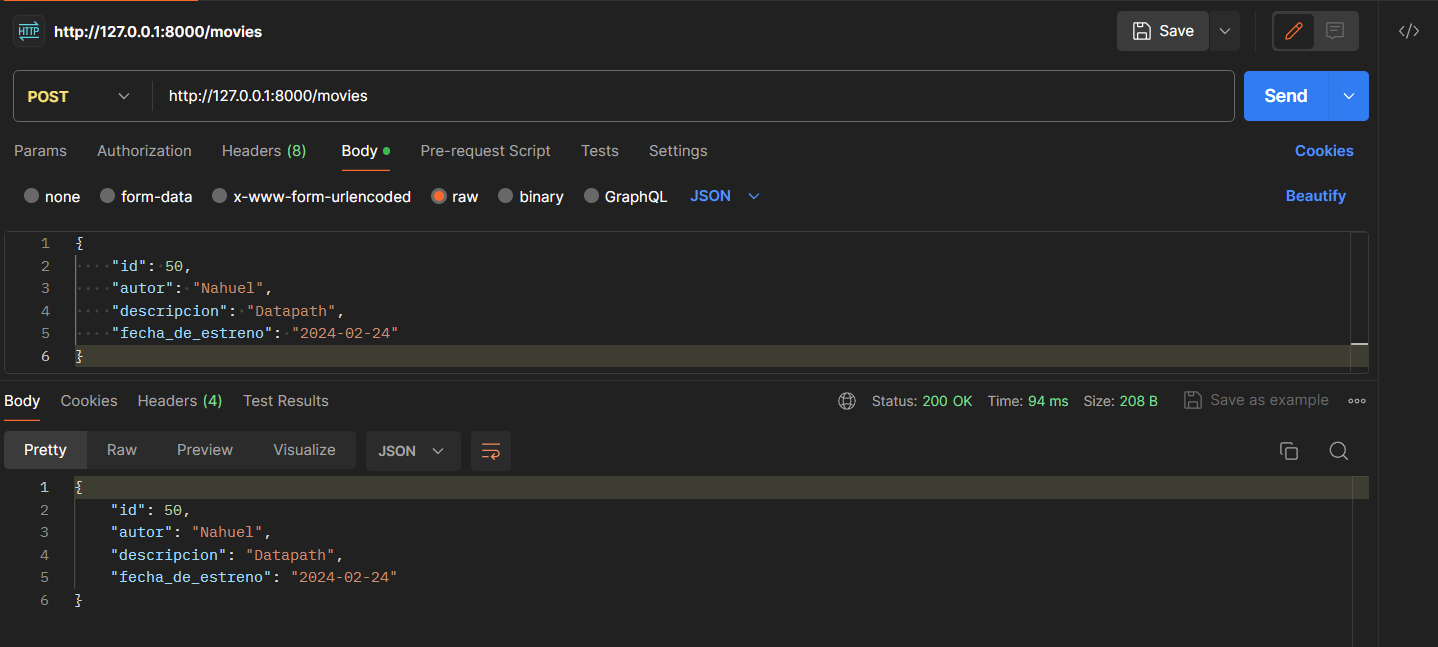 HTTP http://127.0.0.1:8000/movies Save </>
POST http://127.0.0.1:8000/movies Send
Params Authorization Headers (8) Body Pre-request Script Tests Settings Cookies
none form-data x-www-form-urlencoded raw binary GraphQL JSON Beautify
1 {
2 "id": 50,
3 "autor": "Nahuel",
4 "descripcion": "Datapath",
5 "fecha_de_estreno": "2024-02-24"
6 }
Body Cookies Headers (4) Test Results Status: 200 OK Time: 94 ms Size: 208 B Save as example
Pretty Raw Preview Visualize JSON
1 {
2 "id": 50,
3 "autor": "Nahuel",
4 "descripcion": "Datapath",
5 "fecha_de_estreno": "2024-02-24"
6 }